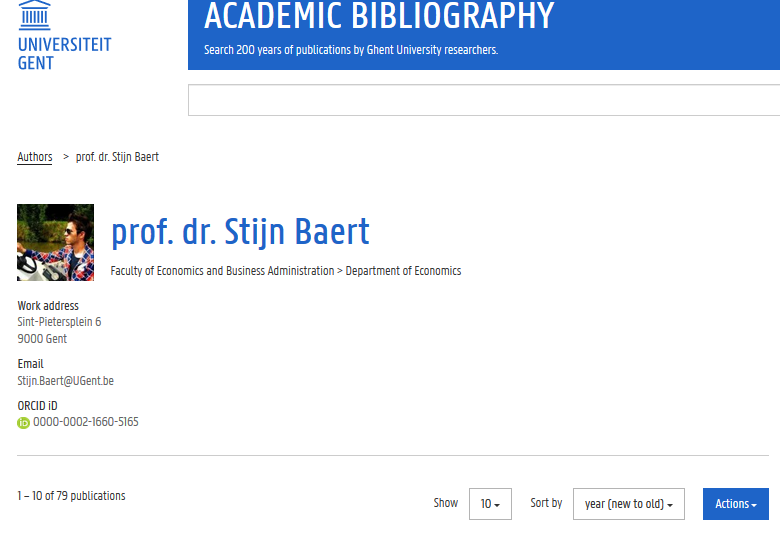 ACADEMIC BIBLIOGRAPHY
Search 200 years of publications by Ghent University researchers.
UNIVERSITEIT
GENT
Authors > prof. dr. Stijn Baert
prof. dr. Stijn Baert
Faculty of Economics and Business Administration > Department of Economics
Work address
Sint-Pietersplein 6
9000 Gent
Email
Stijn.Baert@UGent.be
ORCID iD
iD 0000-0002-1660-5165
1 – 10 of 79 publications Show 10 Sort by year (new to old) Actions